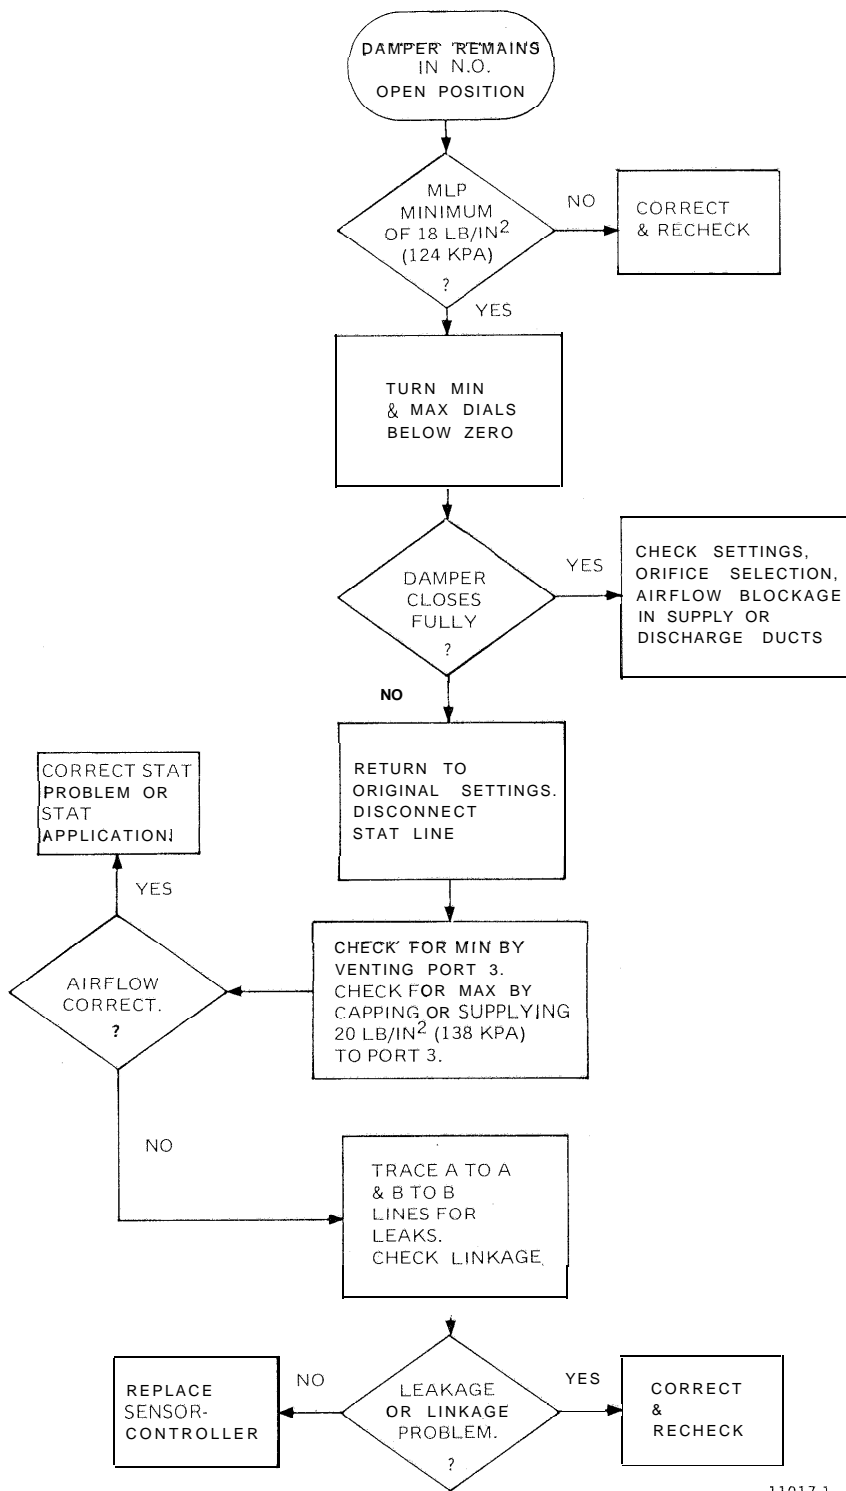 DAMPER REMAINS
IN N.O.
OPEN POSITION
MLP
MINIMUM
OF 18 LB/IN²
(124 KPA)
?
NO
CORRECT
& RECHECK
YES
TURN MIN
& MAX DIALS
BELOW ZERO
DAMPER
CLOSES
FULLY
?
YES
CHECK SETTINGS,
ORIFICE SELECTION,
AIRFLOW BLOCKAGE
IN SUPPLY OR
DISCHARGE DUCTS
NO
RETURN TO
ORIGINAL SETTINGS.
DISCONNECT
STAT LINE
CHECK FOR MIN BY
VENTING PORT 3.
CHECK FOR MAX BY
CAPPING OR SUPPLYING
20 LB/IN² (138 KPA)
TO PORT 3.
AIRFLOW
CORRECT.
?
YES
CORRECT STAT
PROBLEM OR
STAT
APPLICATION.
NO
TRACE A TO A
& B TO B
LINES FOR
LEAKS.
CHECK LINKAGE
LEAKAGE
OR LINKAGE
PROBLEM.
?
NO
REPLACE
SENSOR-
CONTROLLER
YES
CORRECT
&
RECHECK